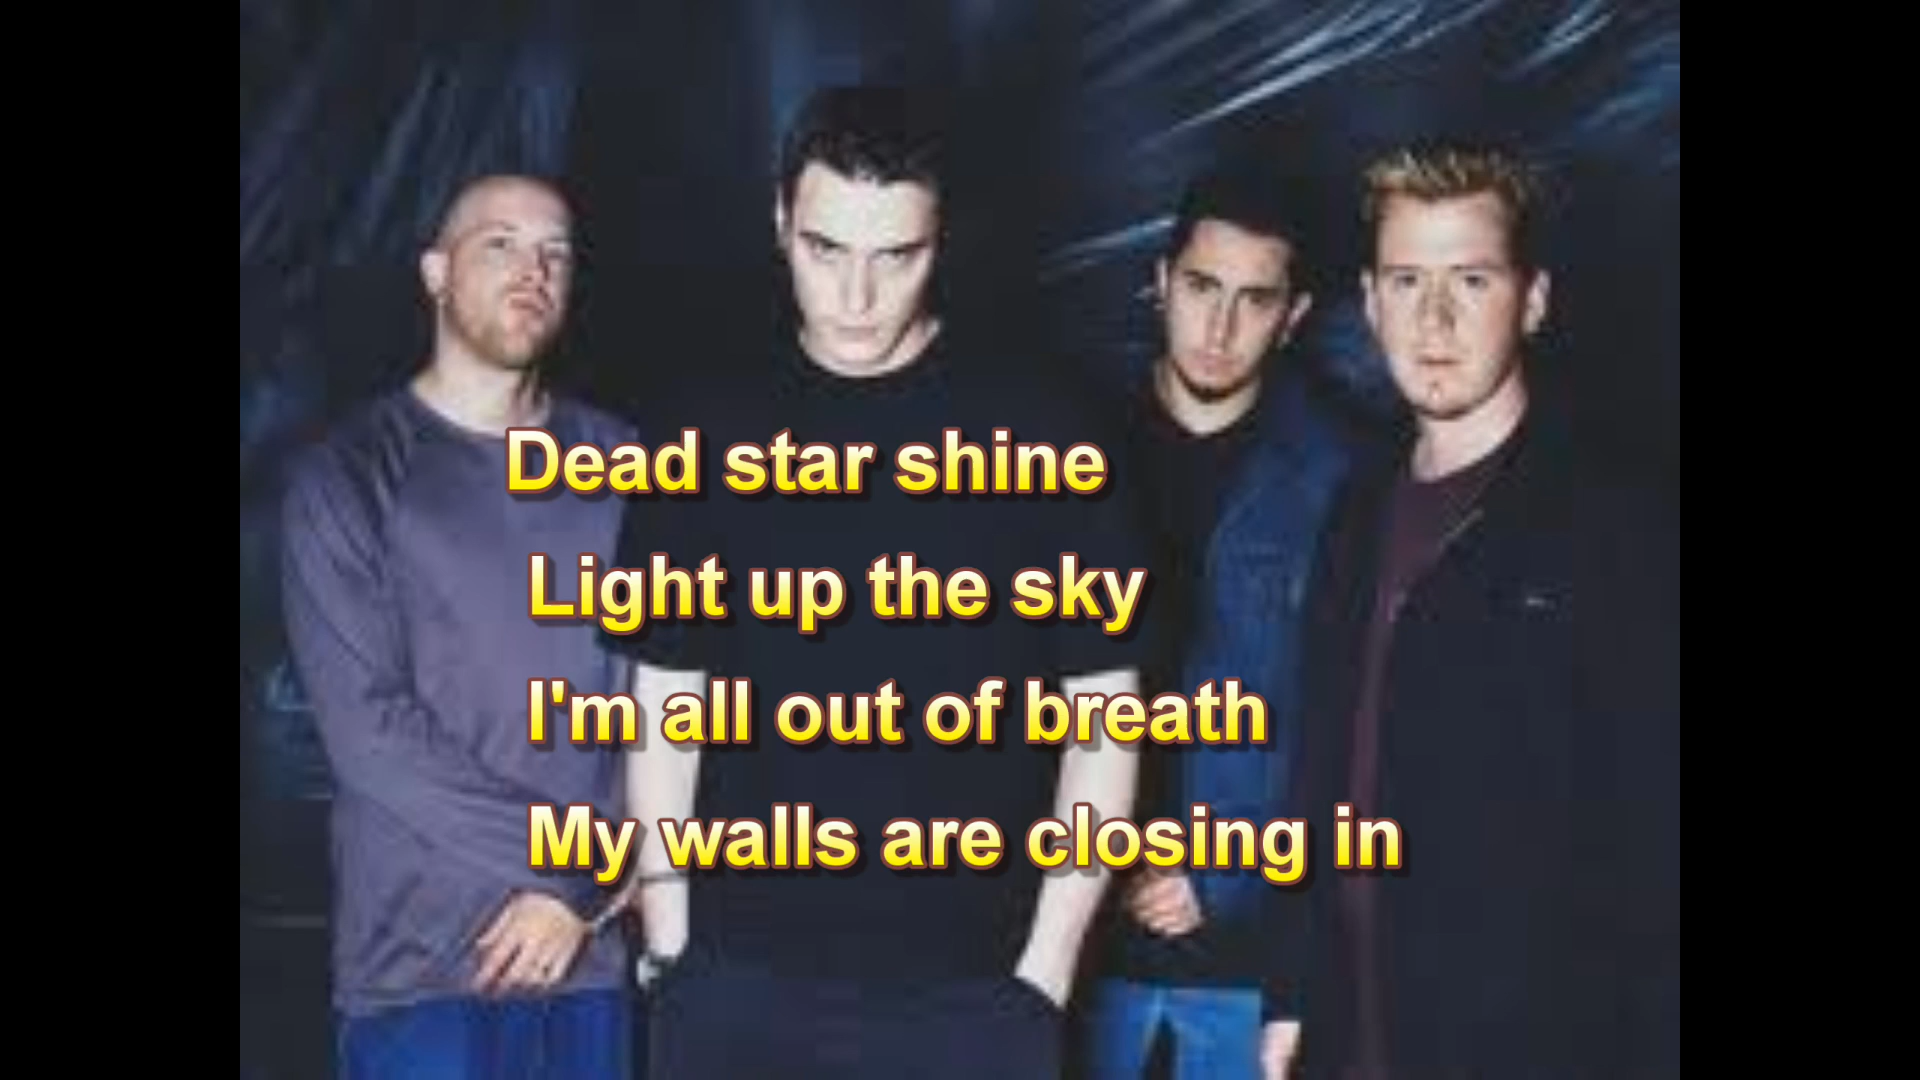 Dead star shine
Light up the sky
I'm all out of breath
My walls are closing in